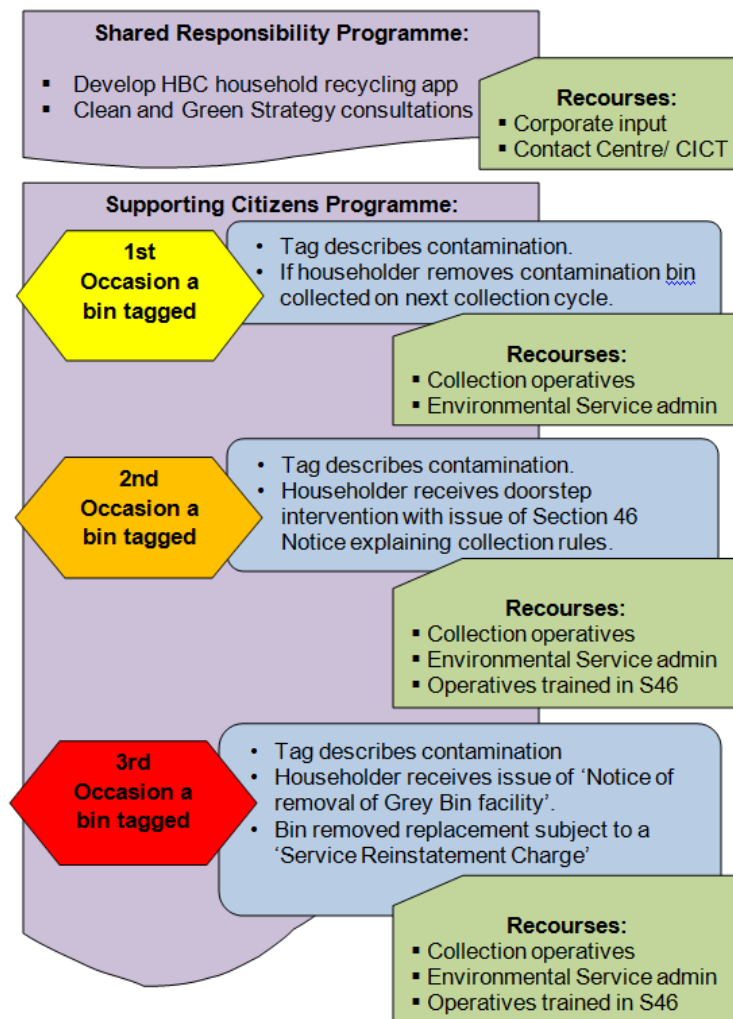 Shared Responsibility Programme:
▪ Develop HBC household recycling app
▪ Clean and Green Strategy consultations
Recourses:
▪ Corporate input
▪ Contact Centre/ CICT
Supporting Citizens Programme:
1st
Occasion a
bin tagged
• Tag describes contamination.
• If householder removes contamination bin
collected on next collection cycle.
Recourses:
▪ Collection operatives
▪ Environmental Service admin
2nd
Occasion a
bin tagged
• Tag describes contamination.
• Householder receives doorstep
intervention with issue of Section 46
Notice explaining collection rules.
Recourses:
▪ Collection operatives
▪ Environmental Service admin
▪ Operatives trained in S46
3rd
Occasion a
bin tagged
• Tag describes contamination
• Householder receives issue of ‘Notice of
removal of Grey Bin facility’.
• Bin removed replacement subject to a
‘Service Reinstatement Charge’
Recourses:
▪ Collection operatives
▪ Environmental Service admin
▪ Operatives trained in S46